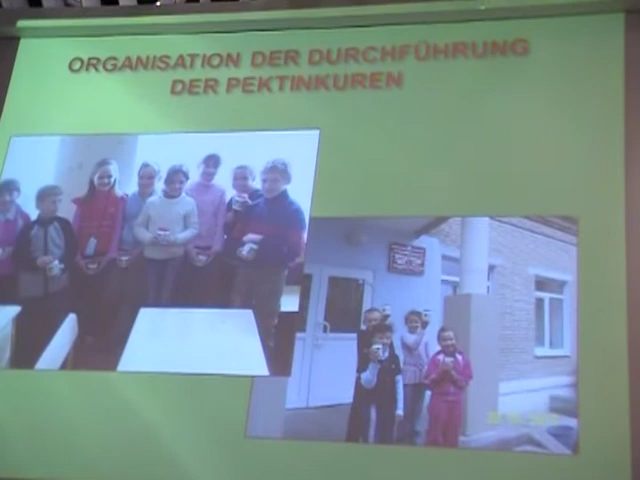 ORGANISATION DER DURCHFÜHRUNG
DER PEKTINKUREN